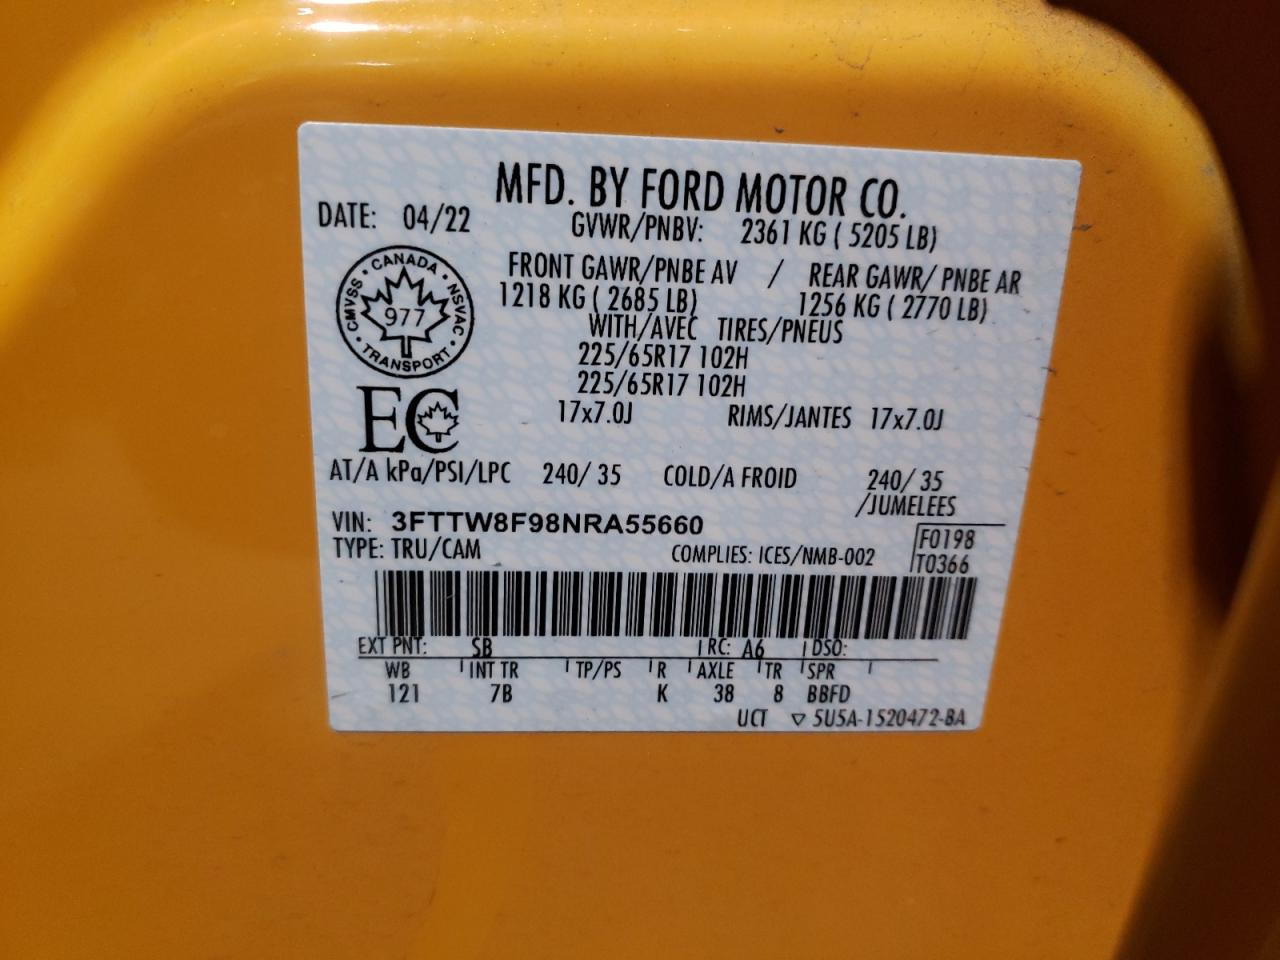 MFD. BY FORD MOTOR CO.
DATE: 04/22 GVWR/PNBV: 2361 KG ( 5205 LB)
FRONT GAWR/PNBE AV / REAR GAWR/ PNBE AR
1218 KG ( 2685 LB) 1256 KG ( 2770 LB)
WITH/AVEC TIRES/PNEUS
225/65R17 102H
225/65R17 102H
17x7.0J RIMS/JANTES 17x7.0J
CANADA
CMVSS · NSVAC
977
TRANSPORT
EC
AT/A kPa/PSI/LPC 240/ 35 COLD/A FROID 240/ 35
/JUMELEES
VIN: 3FTTW8F98NRA55660 F0198
TYPE: TRU/CAM COMPLIES: ICES/NMB-002 T0366
EXT PNT: SB RC: A6 DSO:
WB INT TR TP/PS R AXLE TR SPR
121 7B K 38 8 BBFD
UCT ▽ 5U5A-1520472-BA